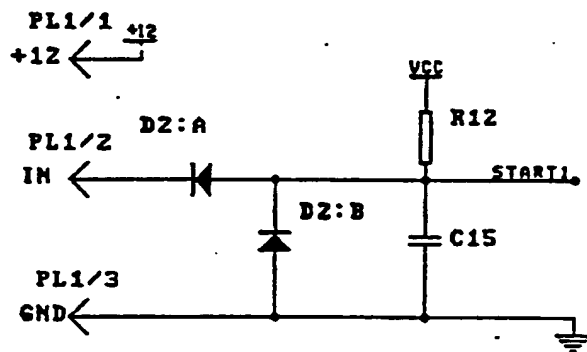 PL1/1
+12
+12
VCC
D2:A
R12
PL1/2
IN
START1
D2:B
C15
PL1/3
GND